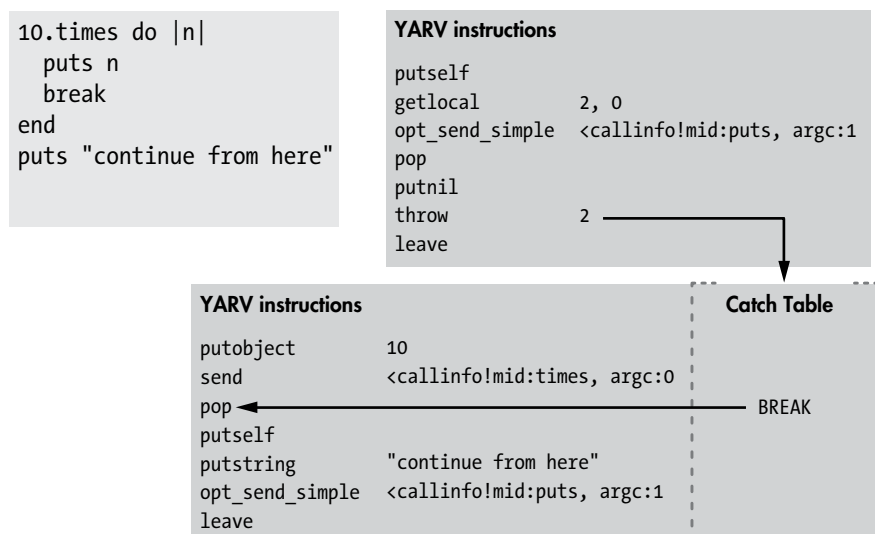 10.times do |n|
  puts n
  break
end
puts "continue from here"
YARV instructions
putself
getlocal 2, 0
opt_send_simple <callinfo!mid:puts, argc:1
pop
putnil
throw 2
leave
YARV instructions
putobject 10
send <callinfo!mid:times, argc:0
pop
putself
putstring "continue from here"
opt_send_simple <callinfo!mid:puts, argc:1
leave
Catch Table
BREAK